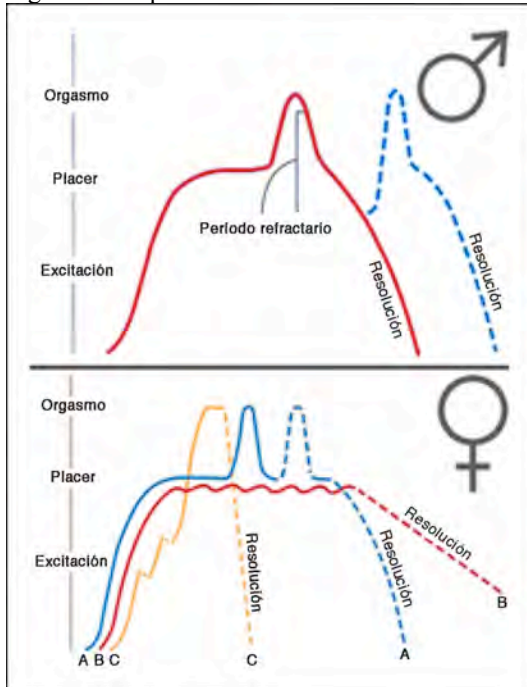 Orgasmo
Placer
Período refractario
Excitación
Resolución
Resolución
Orgasmo
Placer
Excitación
Resolución
Resolución
Resolución
B
A B C
C
A